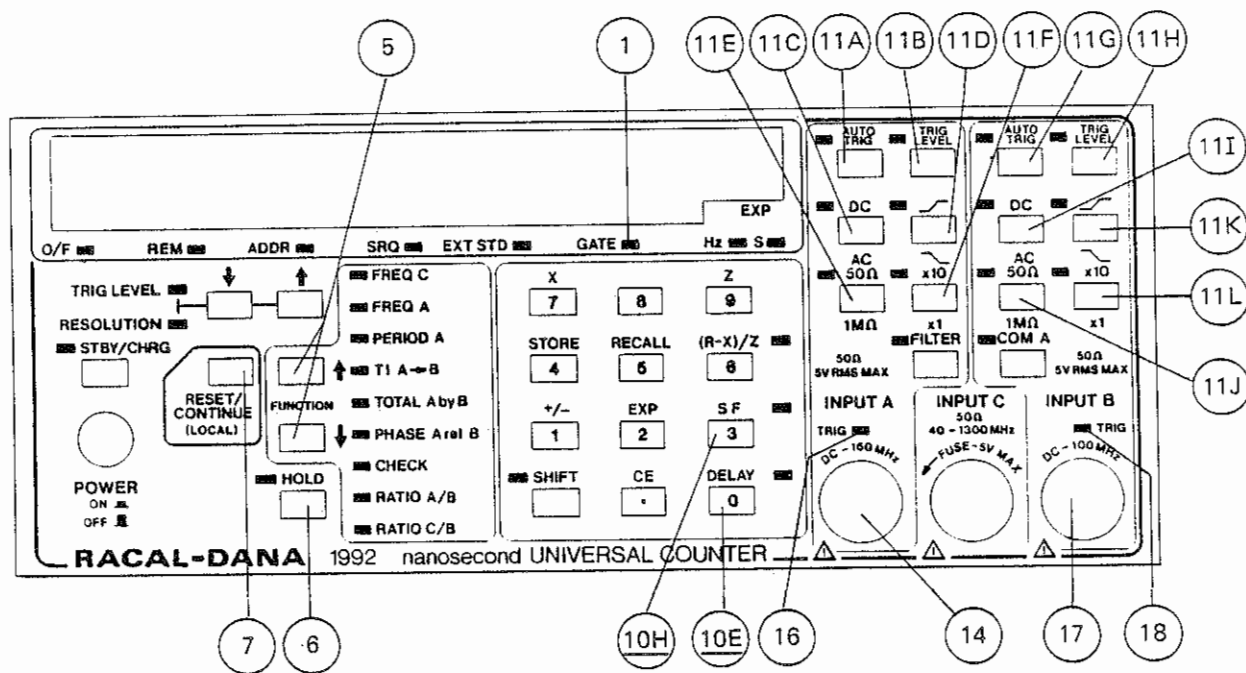 5
1
11E
11C
11A
11B
11D
11F
11G
11H
AUTO TRIG
TRIG LEVEL
AUTO TRIG
TRIG LEVEL
11I
DC
DC
11K
EXP
O/F
REM
ADDR
SRQ
EXT STD
GATE
Hz
S
AC 50Ω
x10
AC 50Ω
x10
11L
1MΩ
x1
1MΩ
x1
FILTER
COM A
50Ω
5V RMS MAX
50Ω
5V RMS MAX
11J
TRIG LEVEL
RESOLUTION
STBY/CHRG
RESET/
CONTINUE
(LOCAL)
FUNCTION
HOLD
POWER
ON
OFF
FREQ C
FREQ A
PERIOD A
TI A→B
TOTAL A by B
PHASE A rel B
CHECK
RATIO A/B
RATIO C/B
X
Z
7
8
9
STORE
RECALL
(R-X)/Z
4
5
6
+/-
EXP
SF
1
2
3
SHIFT
CE
DELAY
.
0
INPUT A
TRIG
DC-160 MHz
INPUT C
50Ω
40-1300 MHz
FUSE-5V MAX
INPUT B
TRIG
DC-100 MHz
RACAL-DANA 1992 nanosecond UNIVERSAL COUNTER
7
6
10H
10E
16
14
17
18